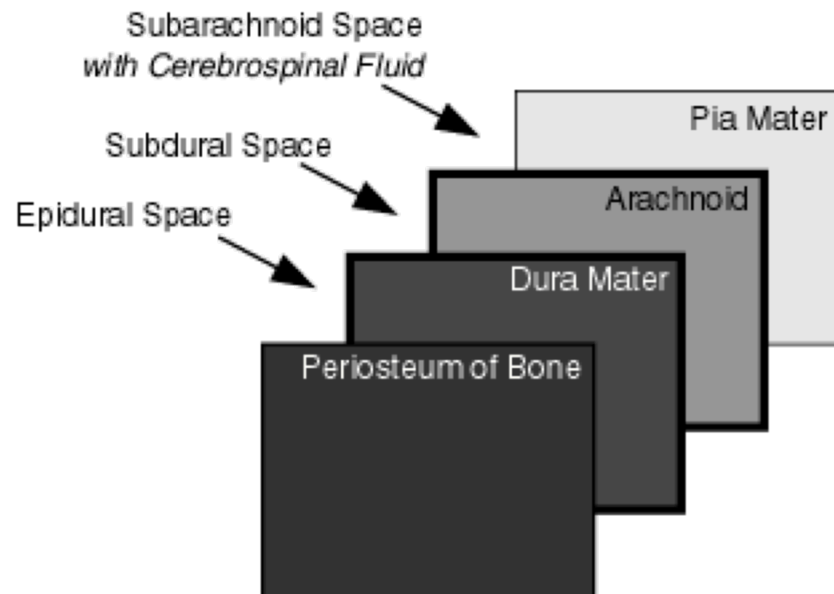 Subarachnoid Space
with Cerebrospinal Fluid
Pia Mater
Subdural Space
Arachnoid
Epidural Space
Dura Mater
Periosteum of Bone